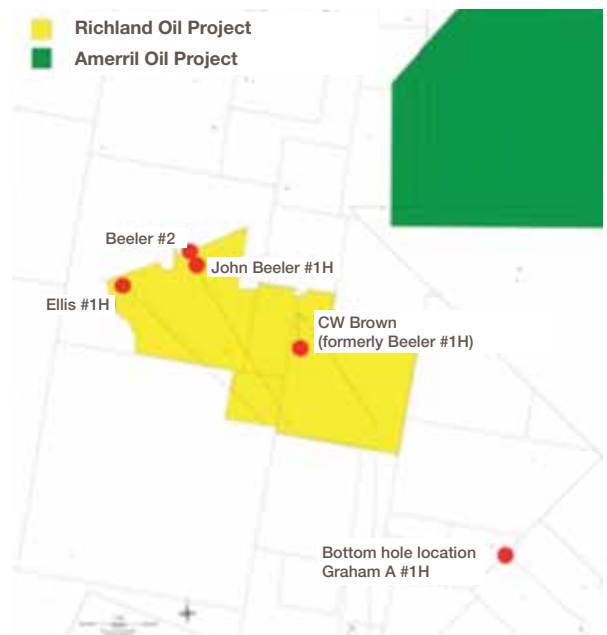 Richland Oil Project
Amerril Oil Project
Beeler #2
John Beeler #1H
Ellis #1H
CW Brown
(formerly Beeler #1H)
Bottom hole location
Graham A #1H